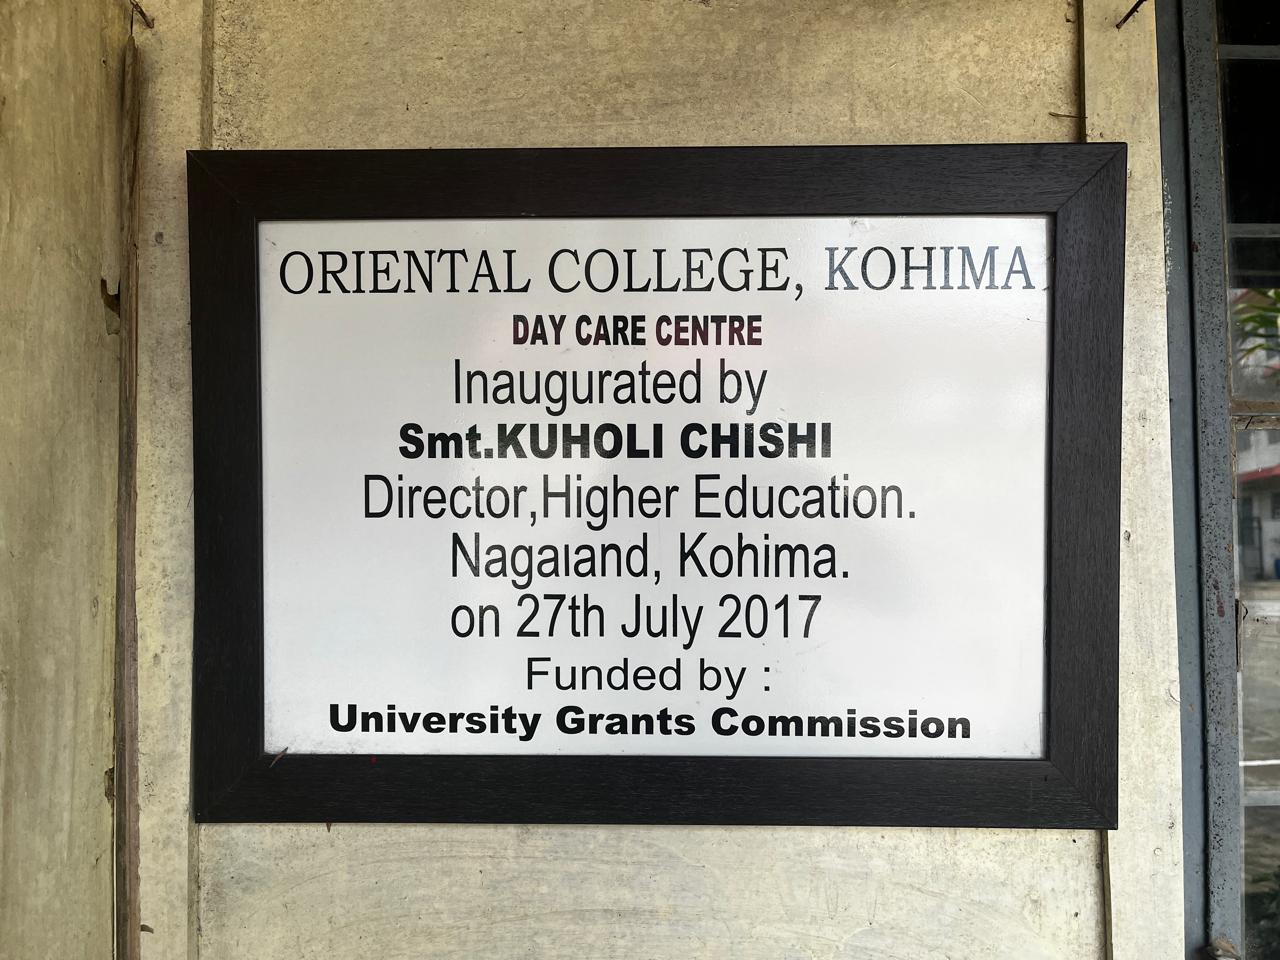 ORIENTAL COLLEGE, KOHIMA
DAY CARE CENTRE
Inaugurated by
Smt.KUHOLI CHISHI
Director,Higher Education.
Nagaland, Kohima.
on 27th July 2017
Funded by :
University Grants Commission